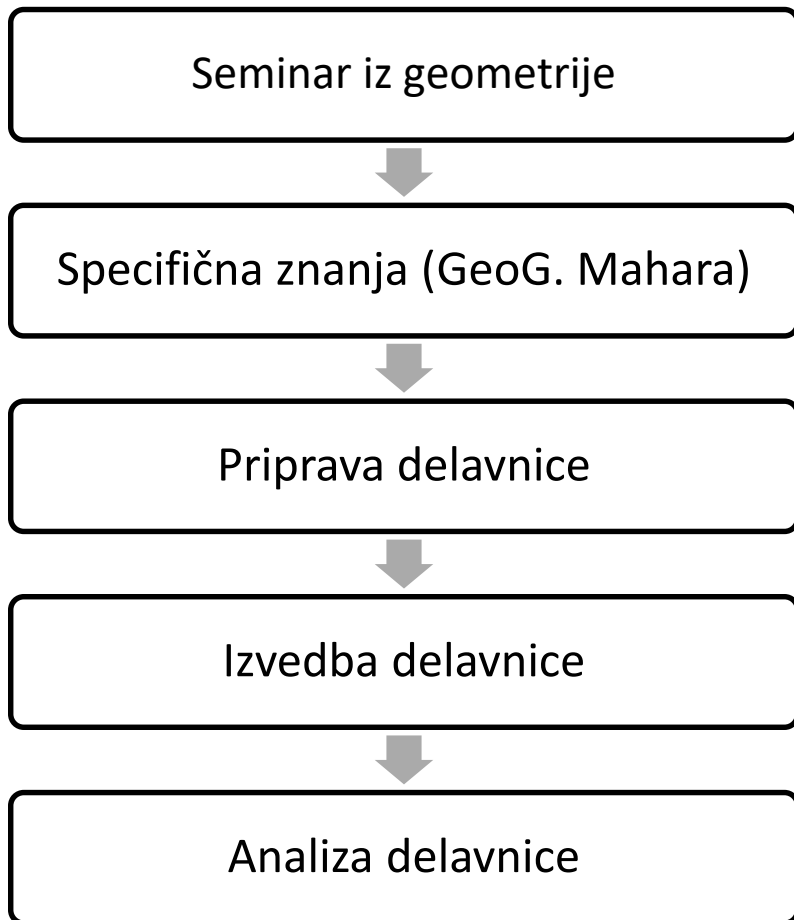 Seminar iz geometrije
Specifična znanja (GeoG. Mahara)
Priprava delavnice
Izvedba delavnice
Analiza delavnice